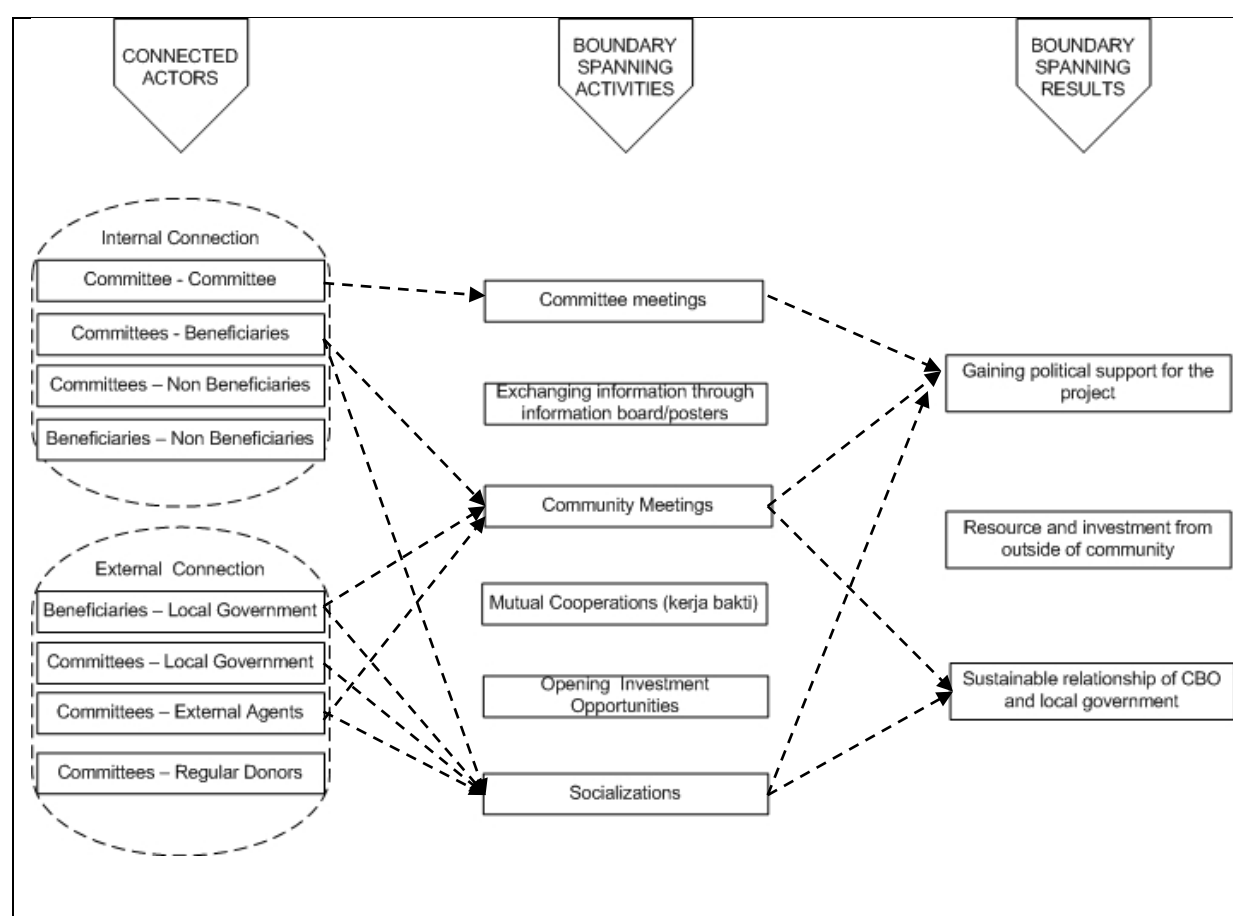 CONNECTED
ACTORS
BOUNDARY
SPANNING
ACTIVITIES
BOUNDARY
SPANNING
RESULTS
Internal Connection
Committee - Committee
Committees - Beneficiaries
Committees – Non Beneficiaries
Beneficiaries – Non Beneficiaries
External Connection
Beneficiaries – Local Government
Committees – Local Government
Committees – External Agents
Committees – Regular Donors
Committee meetings
Exchanging information through
information board/posters
Community Meetings
Mutual Cooperations (kerja bakti)
Opening Investment
Opportunities
Socializations
Gaining political support for the
project
Resource and investment from
outside of community
Sustainable relationship of CBO
and local government